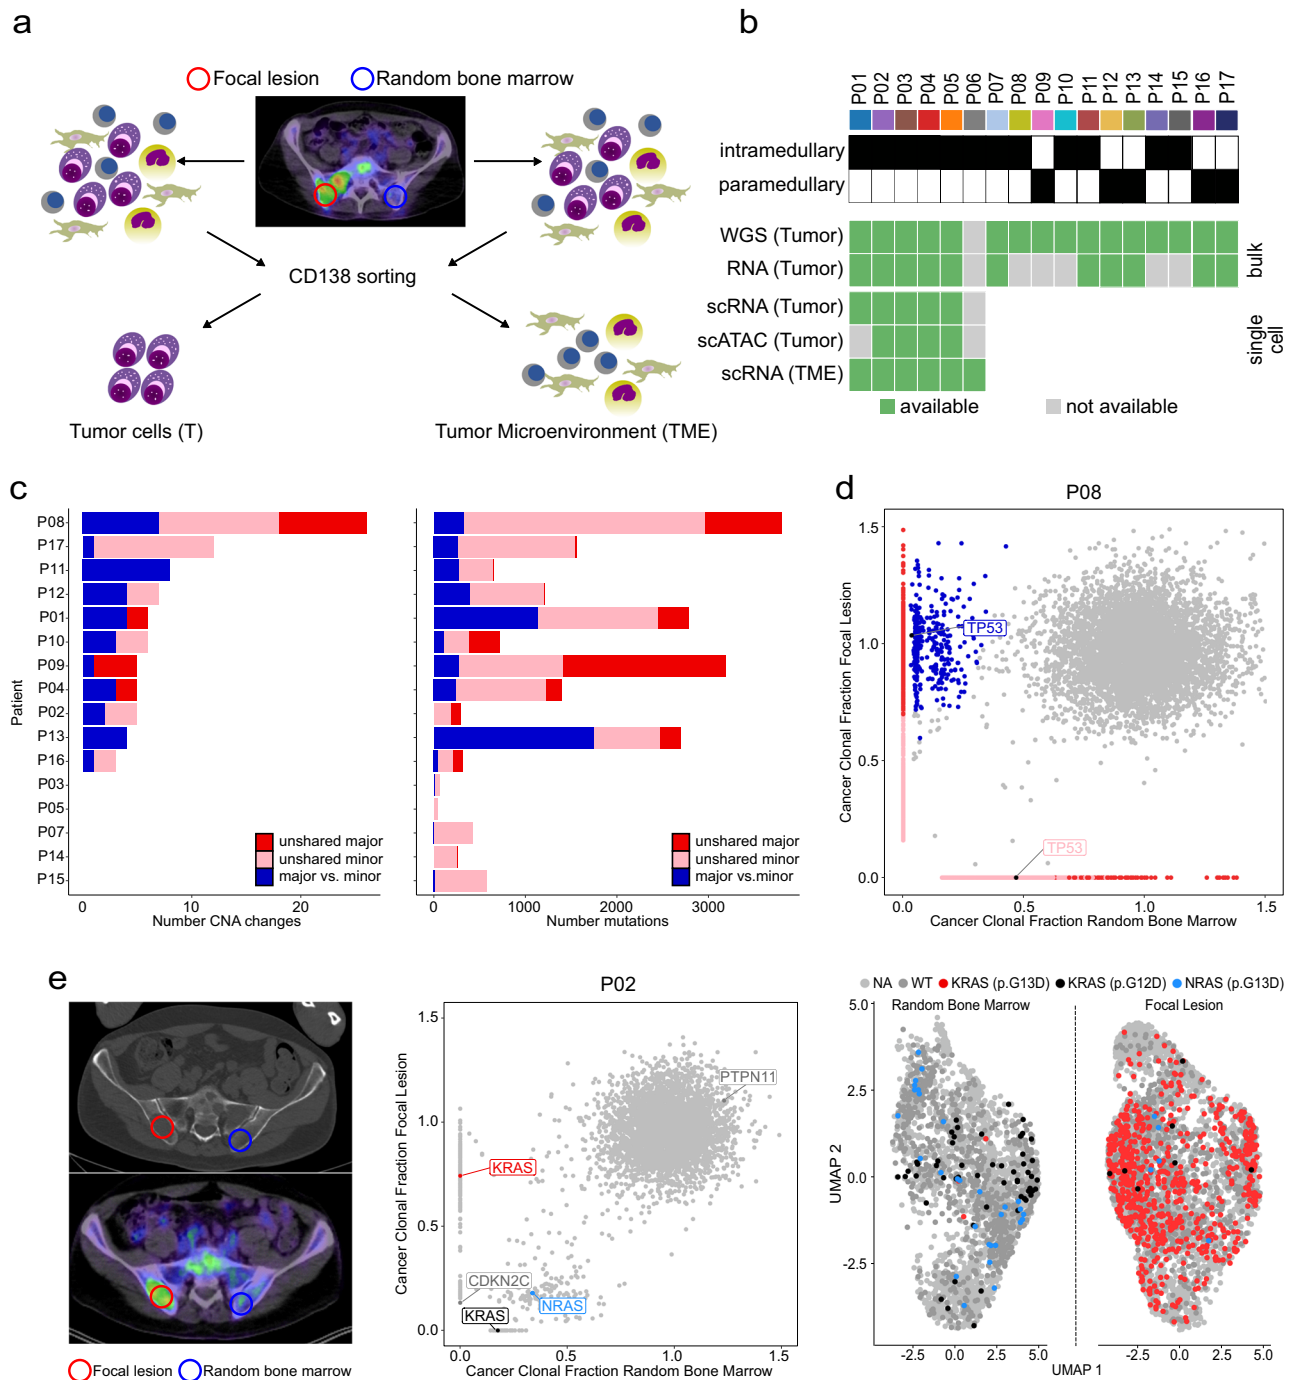 a
Focal lesion
Random bone marrow
CD138 sorting
Tumor cells (T)
Tumor Microenvironment (TME)
b
P01 P02 P03 P04 P05 P06 P07 P08 P09 P10 P11 P12 P13 P14 P15 P16 P17
intramedullary
paramedullary
WGS (Tumor)
RNA (Tumor)
bulk
scRNA (Tumor)
scATAC (Tumor)
scRNA (TME)
single
cell
available
not available
c
Patient
P08
P17
P11
P12
P01
P10
P09
P04
P02
P13
P16
P03
P05
P07
P14
P15
unshared major
unshared minor
major vs. minor
0 10 20
Number CNA changes
unshared major
unshared minor
major vs.minor
0 1000 2000 3000
Number mutations
d
P08
Cancer Clonal Fraction Focal Lesion
1.5
1.0
0.5
0.0
TP53
TP53
0.0 0.5 1.0 1.5
Cancer Clonal Fraction Random Bone Marrow
e
Focal lesion
Random bone marrow
P02
Cancer Clonal Fraction Focal Lesion
1.5
1.0
0.5
0.0
PTPN11
KRAS
CDKN2C
NRAS
KRAS
0.0 0.5 1.0 1.5
Cancer Clonal Fraction Random Bone Marrow
NA WT KRAS (p.G13D) KRAS (p.G12D) NRAS (p.G13D)
Random Bone Marrow
Focal Lesion
UMAP 2
5.0
2.5
0.0
-2.5
-2.5 0.0 2.5 5.0
-2.5 0.0 2.5 5.0
UMAP 1